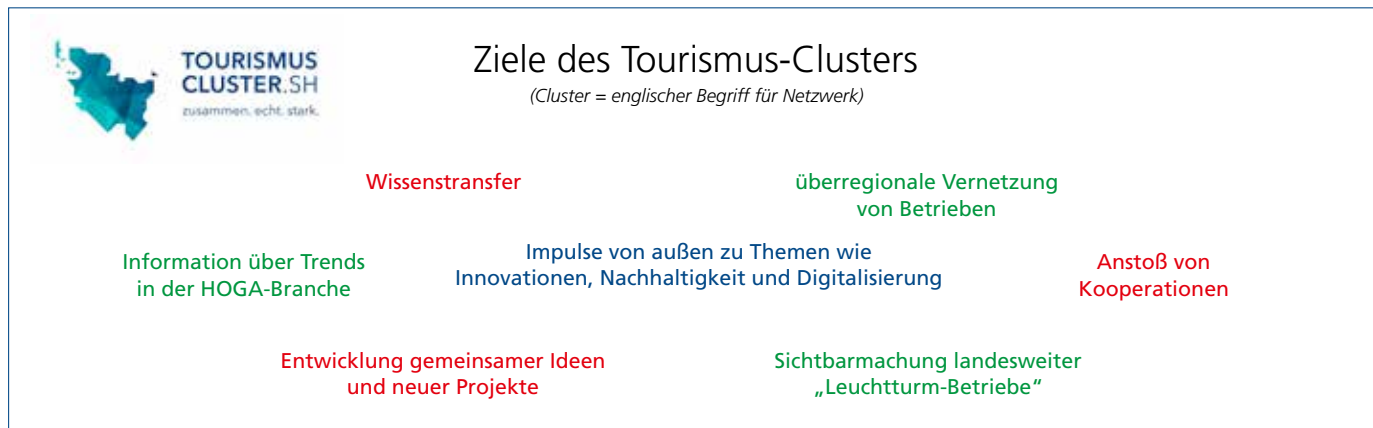 TOURISMUS
CLUSTER.SH
zusammen. echt. stark.
Ziele des Tourismus-Clusters
(Cluster = englischer Begriff für Netzwerk)
Wissenstransfer
überregionale Vernetzung
von Betrieben
Information über Trends
in der HOGA-Branche
Impulse von außen zu Themen wie
Innovationen, Nachhaltigkeit und Digitalisierung
Anstoß von
Kooperationen
Entwicklung gemeinsamer Ideen
und neuer Projekte
Sichtbarmachung landesweiter
„Leuchtturm-Betriebe“